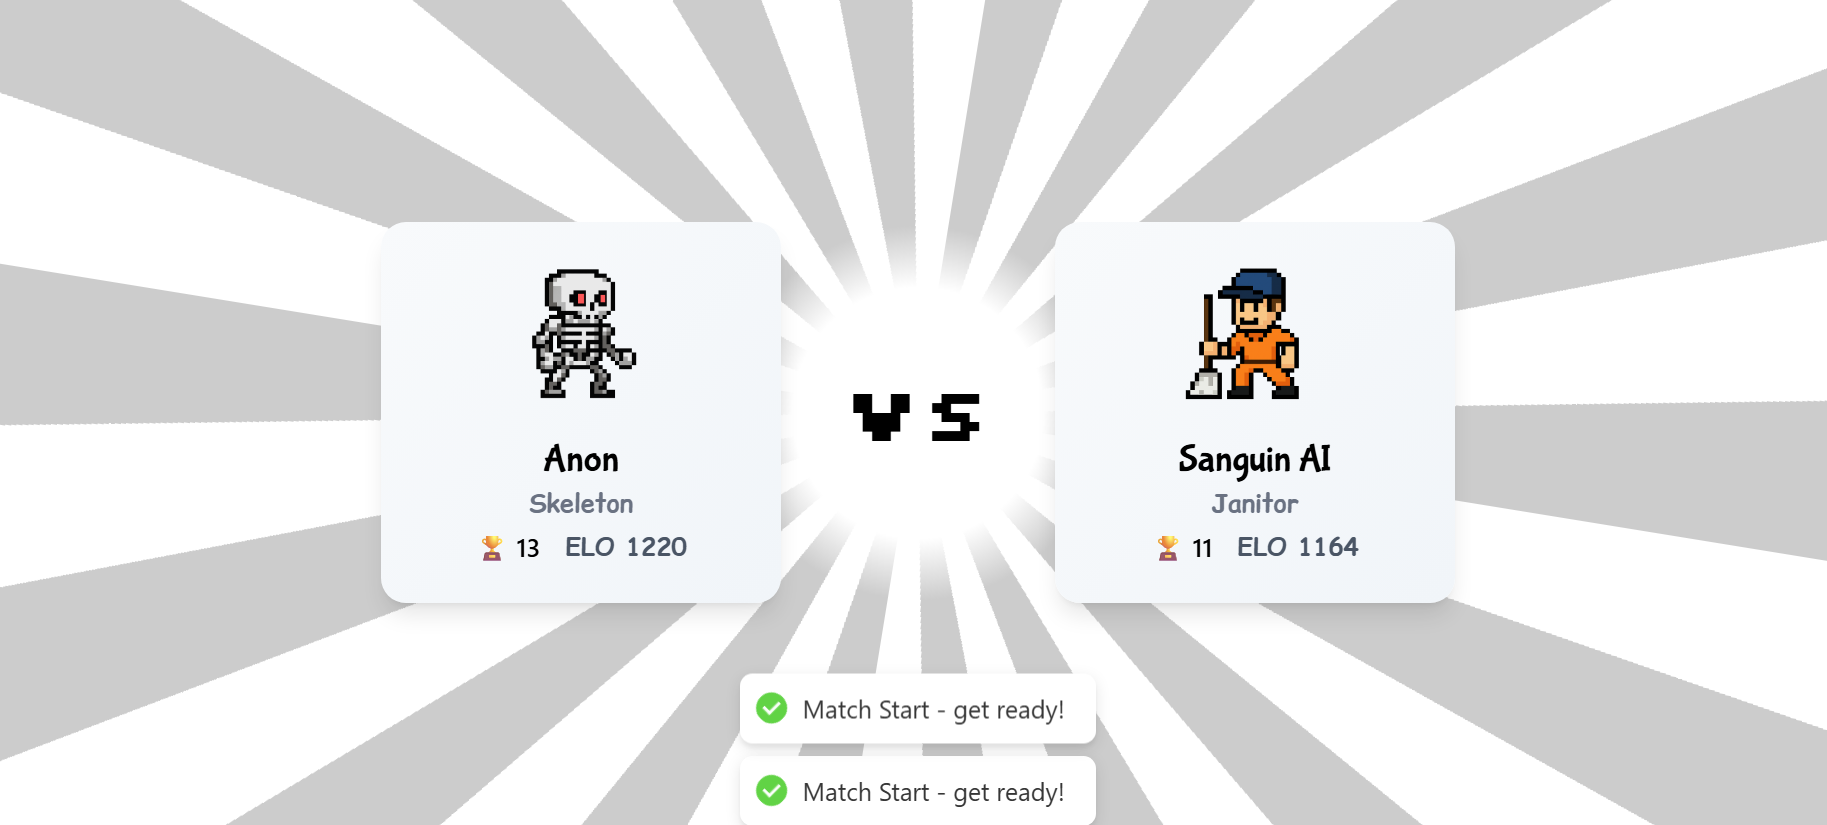 Anon
Skeleton
13 ELO 1220
vs
Sanguin AI
Janitor
11 ELO 1164
Match Start - get ready!
Match Start - get ready!